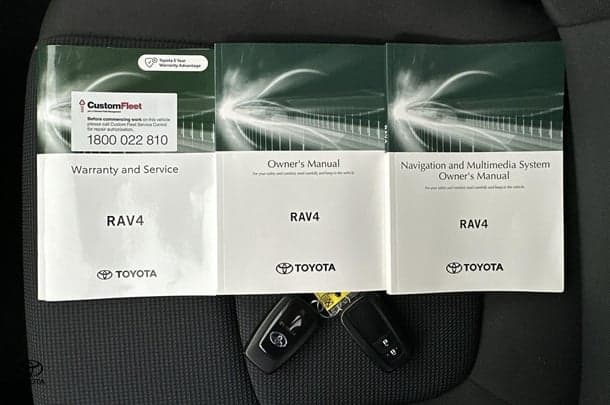 Toyota 5 Year
Warranty Advantage
CustomFleet
Before commencing work on this vehicle
please call Custom Fleet Service Control
for repair authorisation.
1800 022 810
Warranty and Service
RAV4
TOYOTA
Owner's Manual
For your safety and comfort, read carefully and keep in the vehicle.
RAV4
TOYOTA
Navigation and Multimedia System
Owner's Manual
For your safety and comfort, read carefully and keep in the vehicle.
RAV4
TOYOTA
TOYOTA